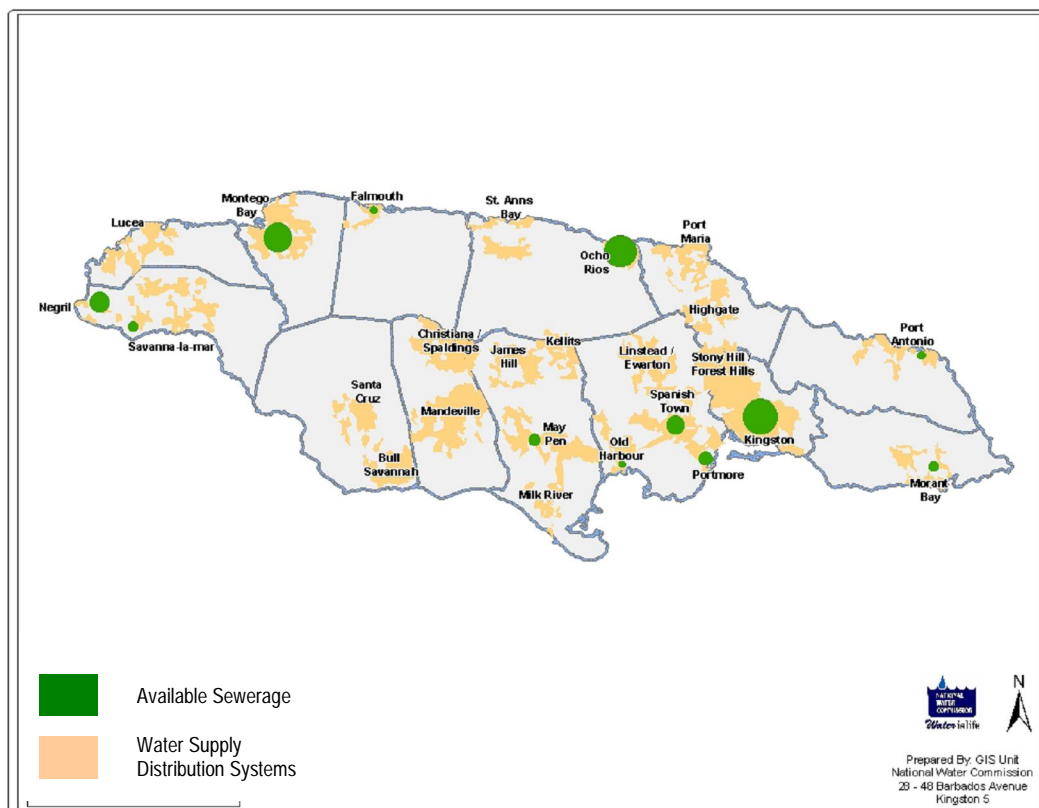 Montego
Bay
Falmouth
St. Anns
Bay
Lucea
Port
Maria
Ocho
Rios
Negril
Highgate
Savanna-la-mar
Christiana /
Spaldings
James
Hill
Kellits
Linstead /
Ewarton
Stony Hill /
Forest Hills
Port
Antonio
Santa
Cruz
Mandeville
Spanish
Town
May
Pen
Old
Harbour
Kingston
Bull
Savannah
Portmore
Milk River
Morant
Bay
Available Sewerage
Water Supply
Distribution Systems
N
NATIONAL
WATER
COMMISSION
Water is life
Prepared By: GIS Unit
National Water Commission
28 - 48 Barbados Avenue
Kingston 5